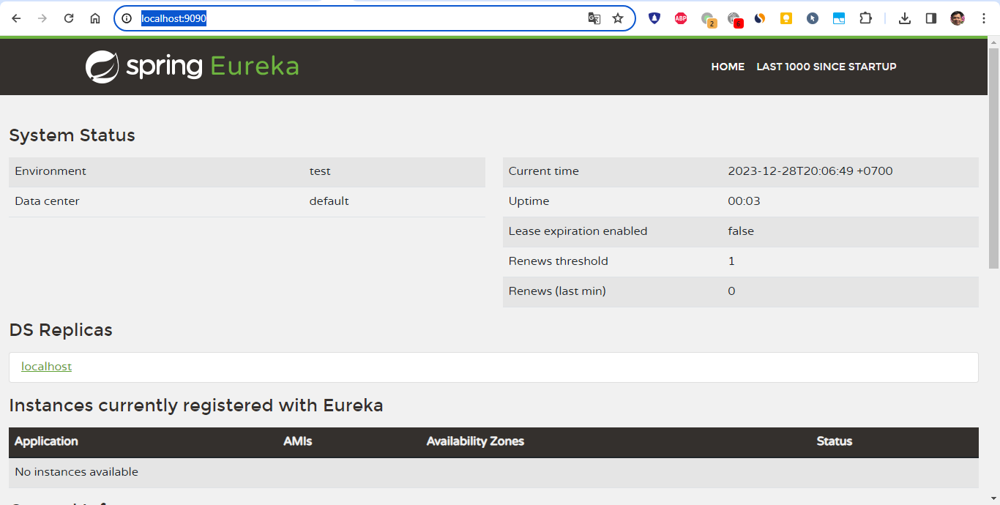 localhost:9090
ABP
2
6
spring Eureka
HOME LAST 1000 SINCE STARTUP
System Status
Environment test
Data center default
Current time 2023-12-28T20:06:49 +0700
Uptime 00:03
Lease expiration enabled false
Renews threshold 1
Renews (last min) 0
DS Replicas
localhost
Instances currently registered with Eureka
Application AMIs Availability Zones Status
No instances available